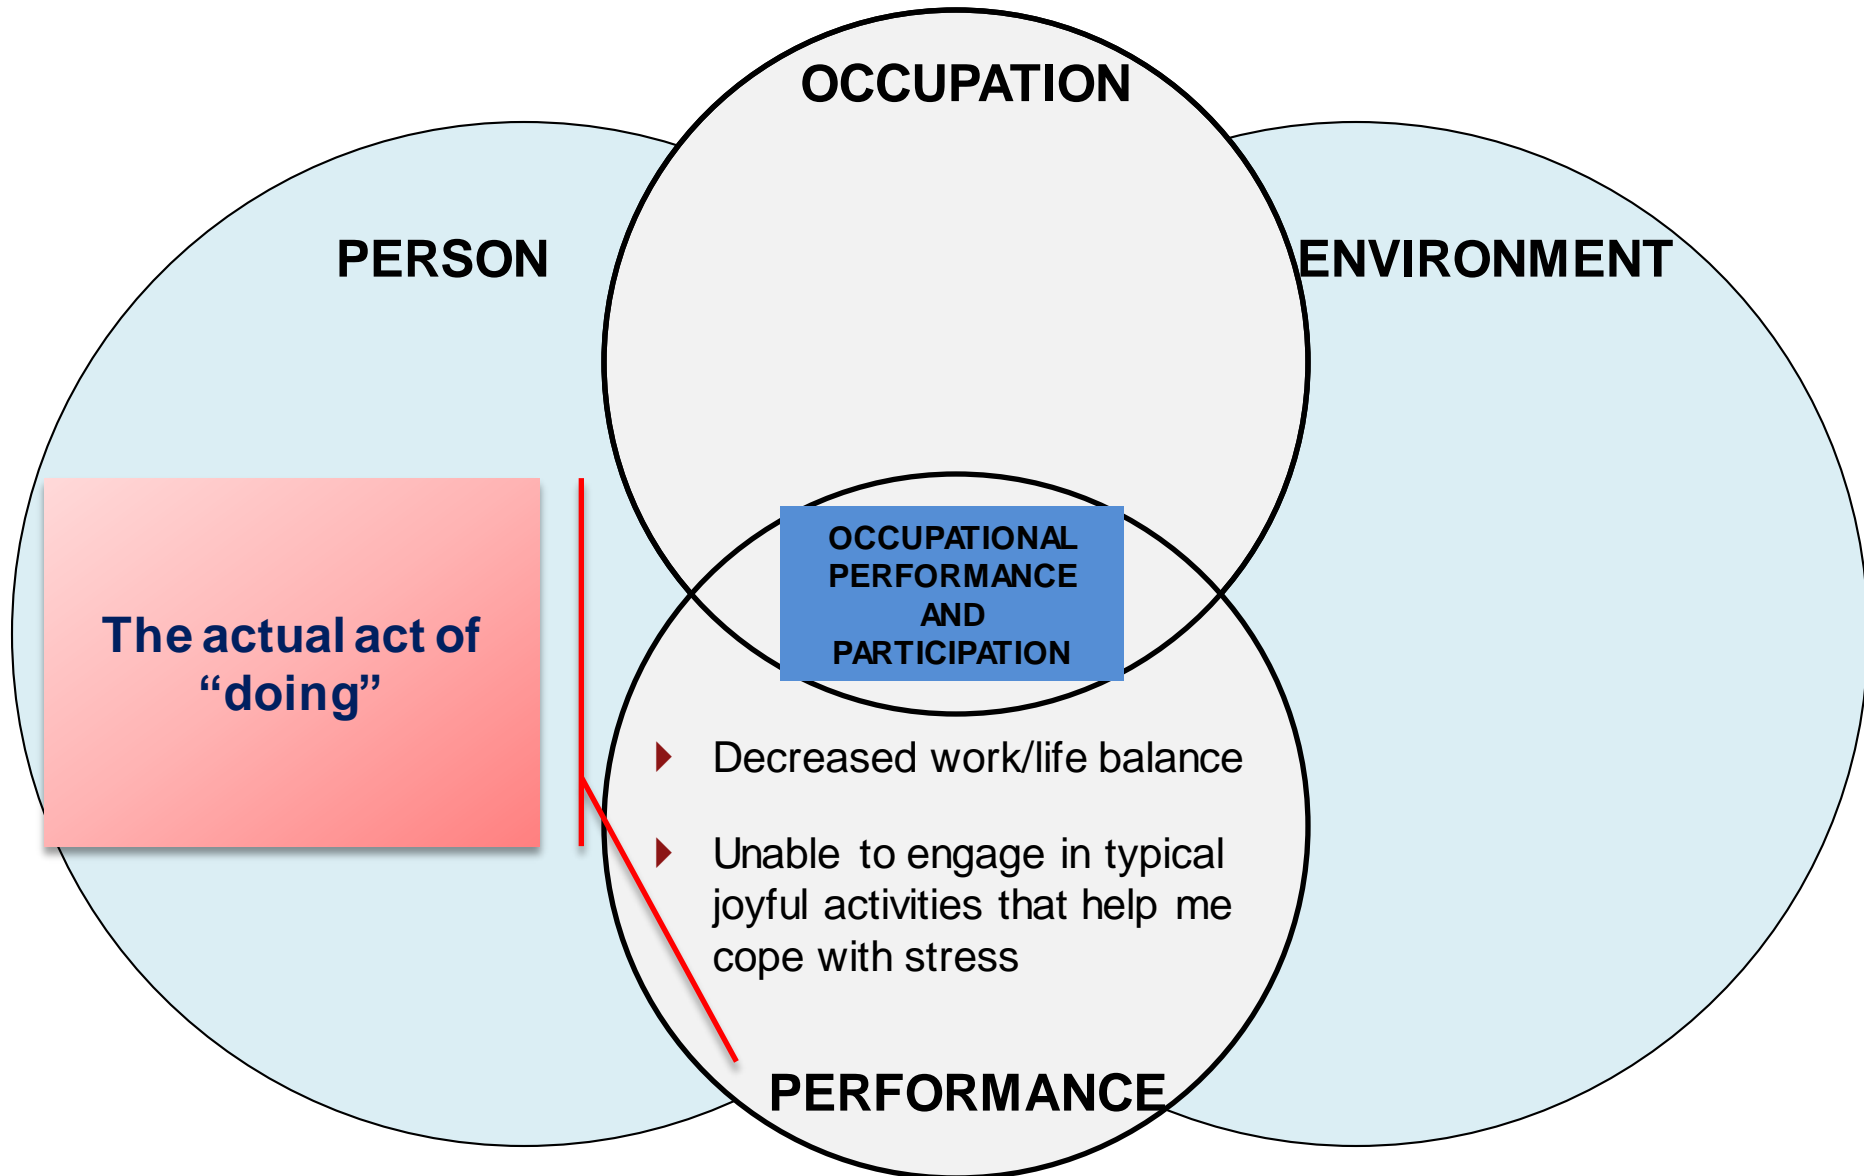 OCCUPATION
PERSON
ENVIRONMENT
The actual act of
“doing”
OCCUPATIONAL
PERFORMANCE
AND
PARTICIPATION
Decreased work/life balance
Unable to engage in typical
joyful activities that help me
cope with stress
PERFORMANCE